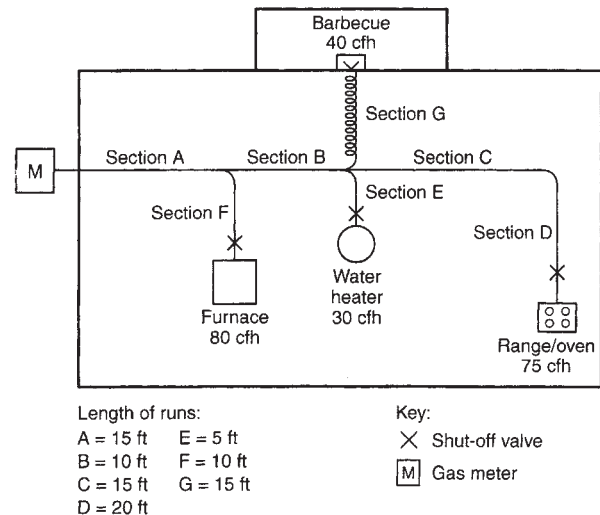 Barbecue
40 cfh
Section G
Section A
Section B
Section C
M
Section E
Section F
Section D
Water
heater
30 cfh
Furnace
80 cfh
Range/oven
75 cfh
Length of runs:
A = 15 ft E = 5 ft
B = 10 ft F = 10 ft
C = 15 ft G = 15 ft
D = 20 ft
Key:
Shut-off valve
M Gas meter